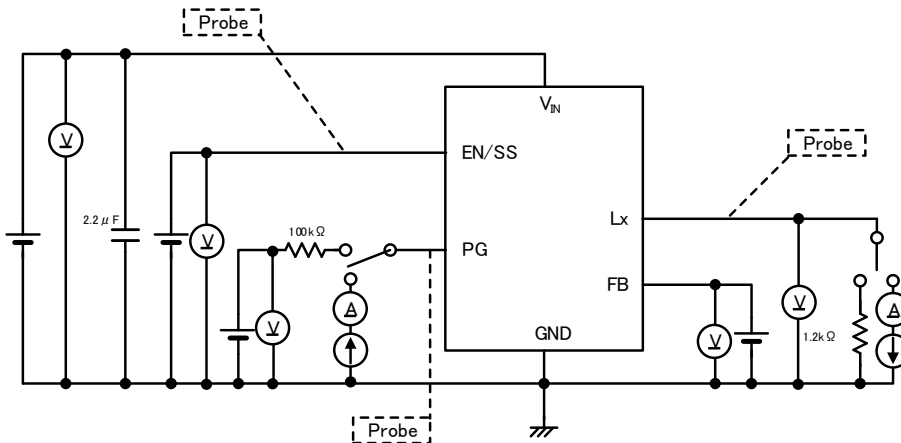 Probe
V_IN
V
EN/SS
Probe
2.2μF
Lx
V
100kΩ
PG
FB
A
V
V
V
1.2kΩ
A
GND
Probe